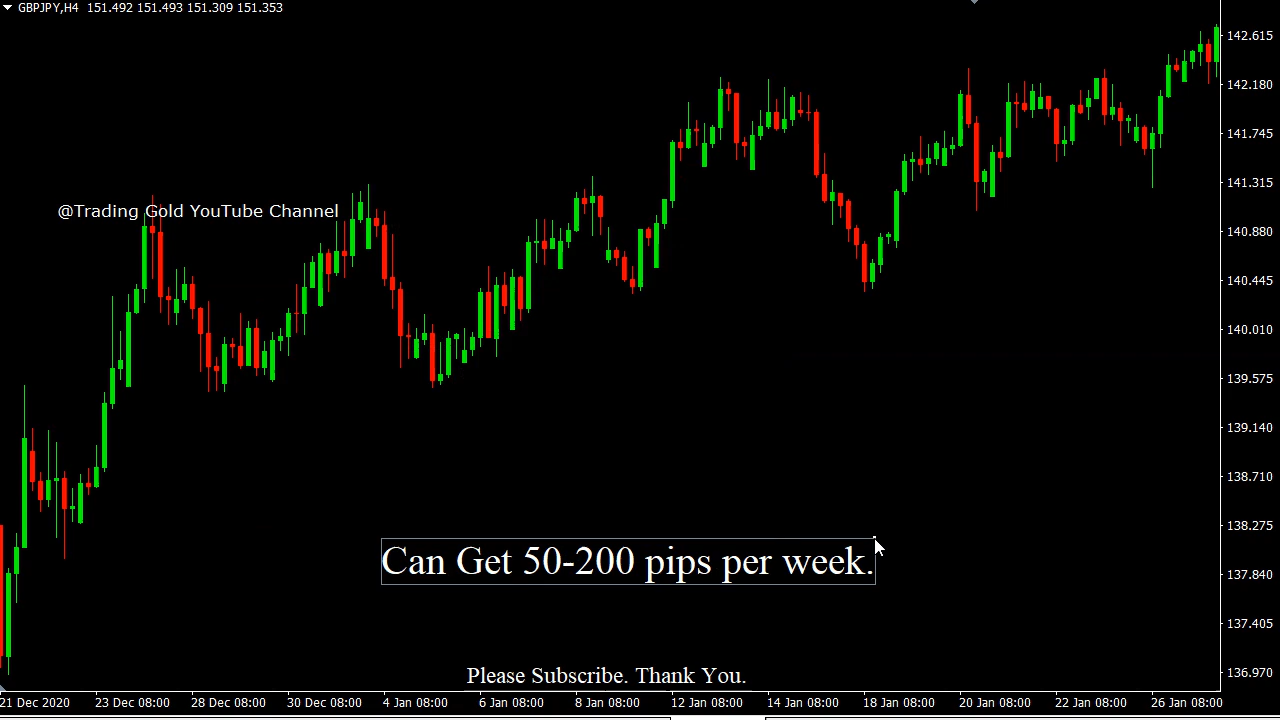 GBPJPY,H4 151.492 151.493 151.309 151.353
142.615
142.180
141.745
@Trading Gold YouTube Channel
141.315
140.880
140.445
140.010
139.575
139.140
138.710
138.275
Can Get 50-200 pips per week.
137.840
137.405
Please Subscribe. Thank You.
136.970
21 Dec 2020 23 Dec 08:00 28 Dec 08:00 30 Dec 08:00 4 Jan 08:00 6 Jan 08:00 8 Jan 08:00 12 Jan 08:00 14 Jan 08:00 18 Jan 08:00 20 Jan 08:00 22 Jan 08:00 26 Jan 08:00